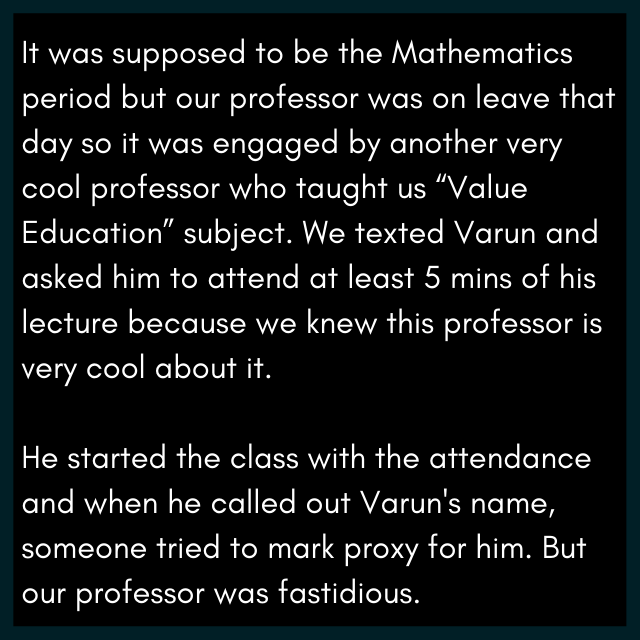 It was supposed to be the Mathematics
period but our professor was on leave that
day so it was engaged by another very
cool professor who taught us “Value
Education” subject. We texted Varun and
asked him to attend at least 5 mins of his
lecture because we knew this professor is
very cool about it.
He started the class with the attendance
and when he called out Varun's name,
someone tried to mark proxy for him. But
our professor was fastidious.